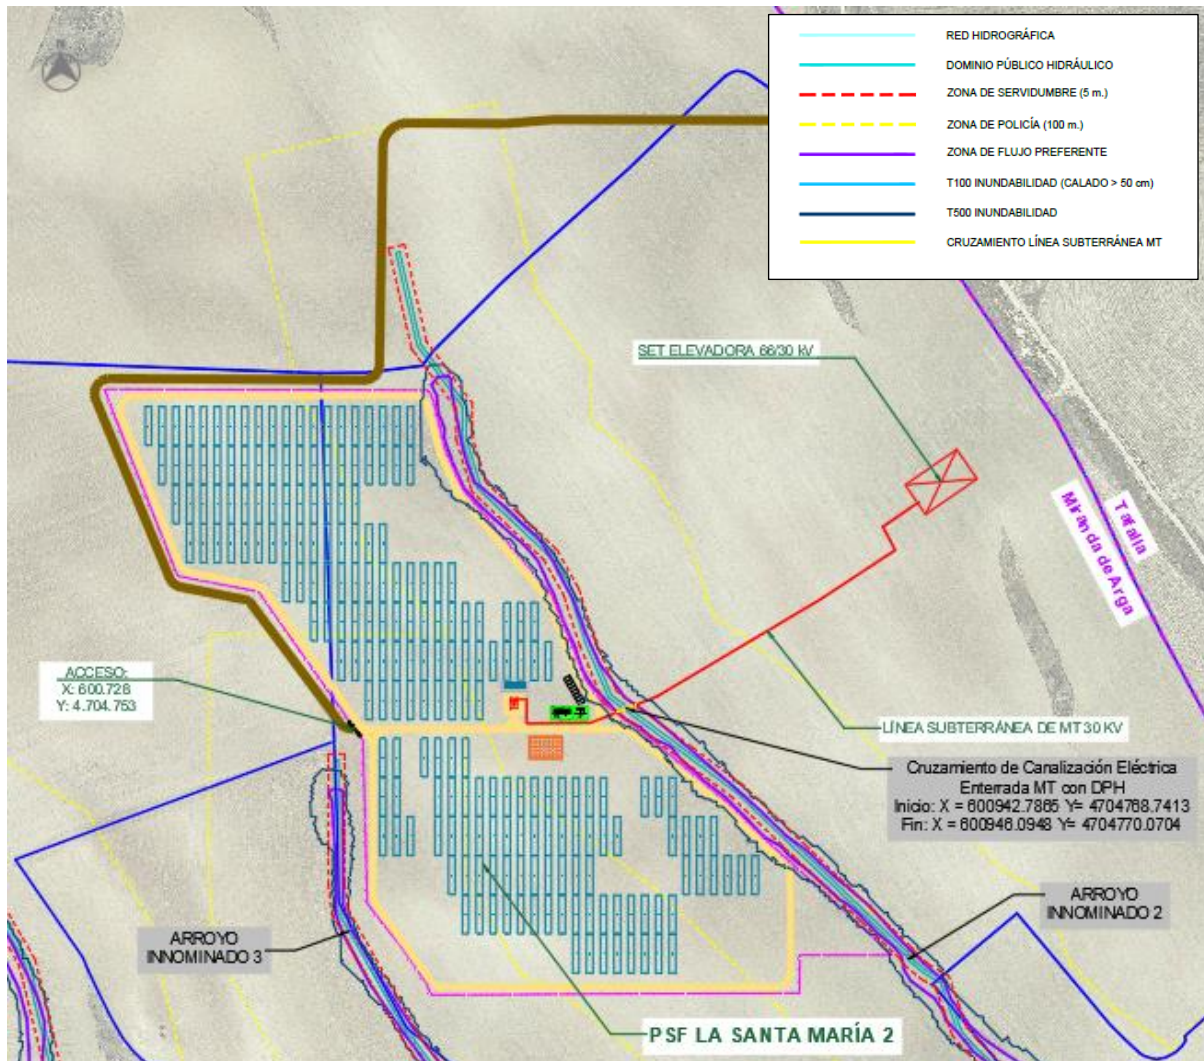 N
RED HIDROGRÁFICA
DOMINIO PÚBLICO HIDRÁULICO
ZONA DE SERVIDUMBRE (5 m.)
ZONA DE POLICÍA (100 m.)
ZONA DE FLUJO PREFERENTE
T100 INUNDABILIDAD (CALADO > 50 cm)
T500 INUNDABILIDAD
CRUZAMIENTO LÍNEA SUBTERRÁNEA MT
SET ELEVADORA 66/30 kV
Tafalla
Miranda de Arga
ACCESO:
X: 600.728
Y: 4.704.753
LÍNEA SUBTERRÁNEA DE MT 30 KV
Cruzamiento de Canalización Eléctrica
Enterrada MT con DPH
Inicio: X = 600942.7865 Y= 4704768.7413
Fin: X = 600946.0948 Y= 4704770.0704
ARROYO
INNOMINADO 2
ARROYO
INNOMINADO 3
PSF LA SANTA MARÍA 2